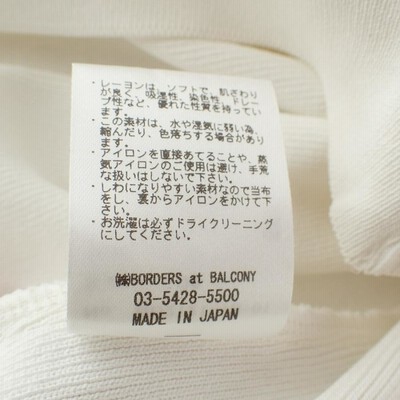 ・レーヨンは、ソフトで、肌ざわり
が良く、吸湿性、染色性、ドレー
プ性など、優れた性質を持ってい
ます。
・この素材は、水や湿気に弱い為、
縮んだり、色落ちする場合があり
ます。
・アイロンを直接あてることや、蒸
気アイロンのご使用は避け、手荒
な扱いはしないで下さい。
・しわになりやすい素材なので当布
をし、裏からアイロンをかけて下
さい。
・お洗濯は必ずドライクリーニング
にしてください。
㈱BORDERS at BALCONY
03-5428-5500
MADE IN JAPAN